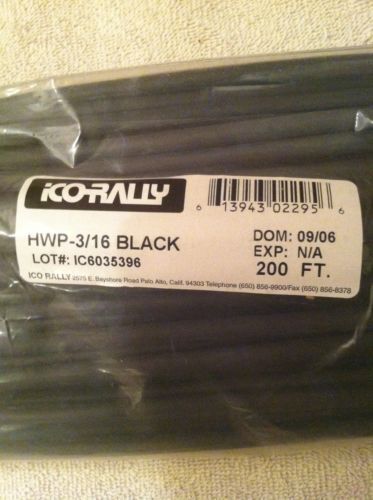 ICO-RALLY
6 13943 02295 6
HWP-3/16 BLACK
DOM: 09/06
LOT#: IC6035396
EXP: N/A
200 FT.
ICO RALLY 2575 E. Bayshore Road Palo Alto, Calif. 94303 Telephone (650) 856-9900/Fax (650) 856-8378